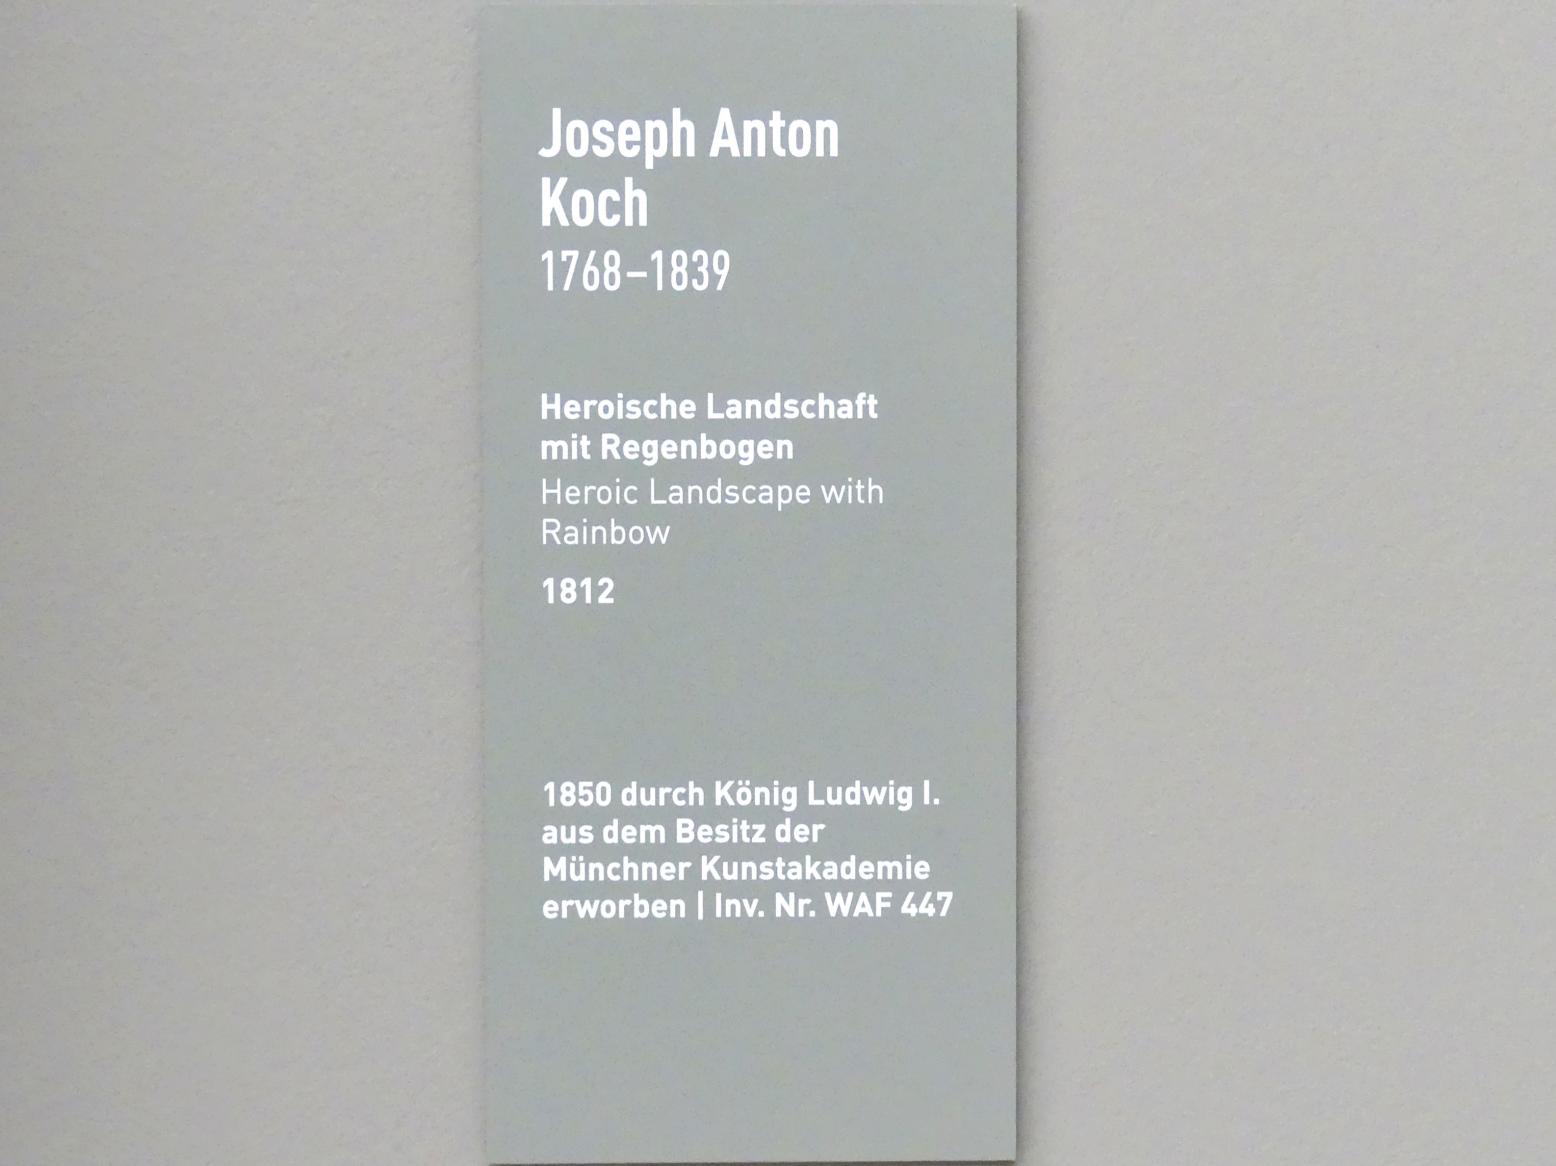 Joseph Anton
Koch
1768–1839
Heroische Landschaft
mit Regenbogen
Heroic Landscape with
Rainbow
1812
1850 durch König Ludwig I.
aus dem Besitz der
Münchner Kunstakademie
erworben | Inv. Nr. WAF 447